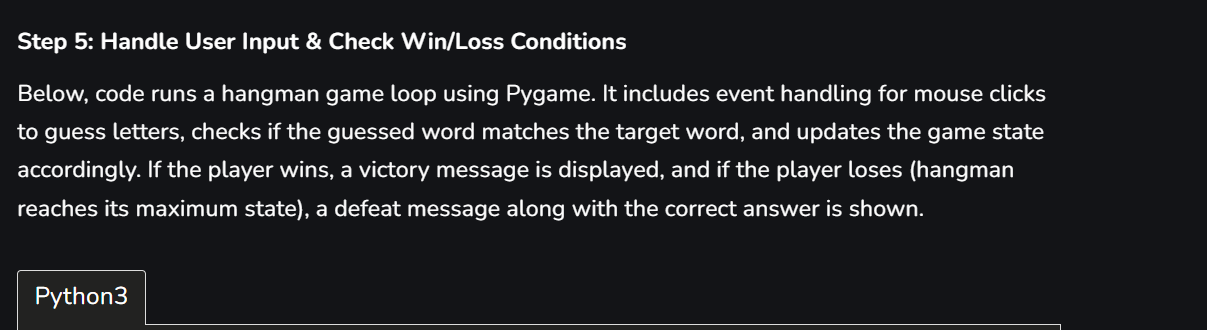 Step 5: Handle User Input & Check Win/Loss Conditions
Below, code runs a hangman game loop using Pygame. It includes event handling for mouse clicks
to guess letters, checks if the guessed word matches the target word, and updates the game state
accordingly. If the player wins, a victory message is displayed, and if the player loses (hangman
reaches its maximum state), a defeat message along with the correct answer is shown.
Python3